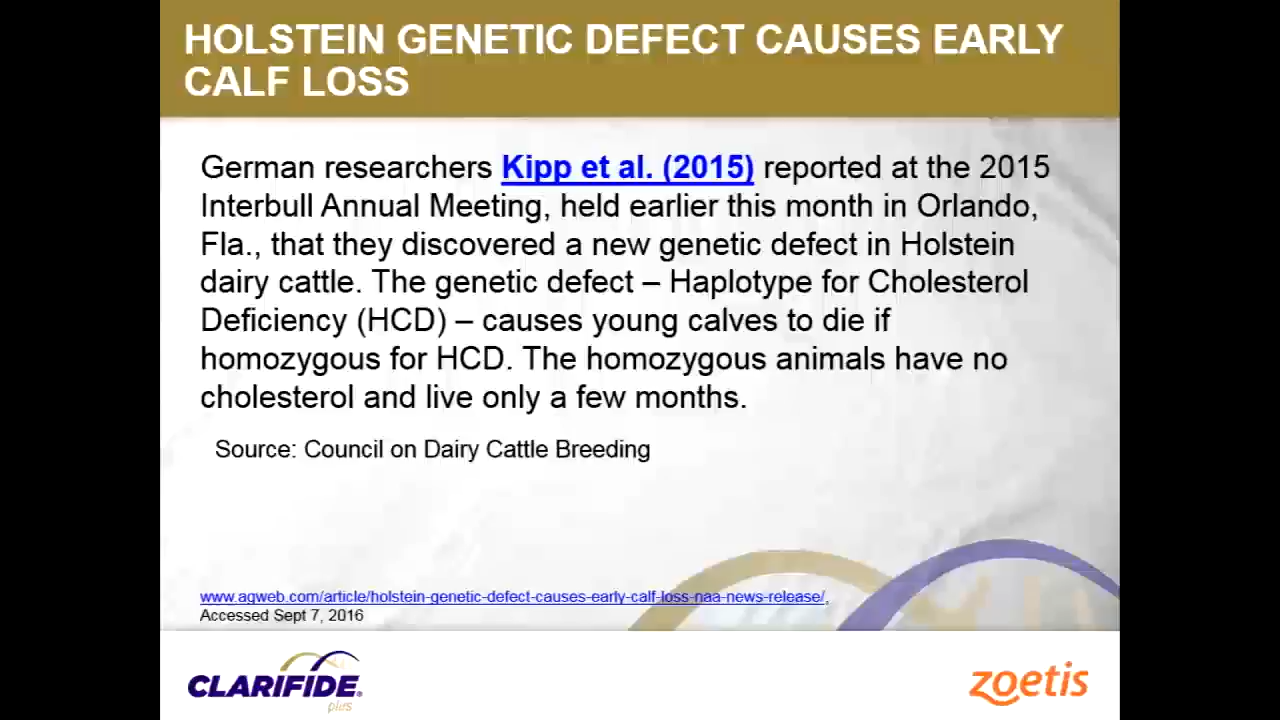 HOLSTEIN GENETIC DEFECT CAUSES EARLY
CALF LOSS
German researchers Kipp et al. (2015) reported at the 2015
Interbull Annual Meeting, held earlier this month in Orlando,
Fla., that they discovered a new genetic defect in Holstein
dairy cattle. The genetic defect – Haplotype for Cholesterol
Deficiency (HCD) – causes young calves to die if
homozygous for HCD. The homozygous animals have no
cholesterol and live only a few months.
Source: Council on Dairy Cattle Breeding
www.agweb.com/article/holstein-genetic-defect-causes-early-calf-loss-naa-news-release/,
Accessed Sept 7, 2016
CLARIFIDE®
plus
zoetis